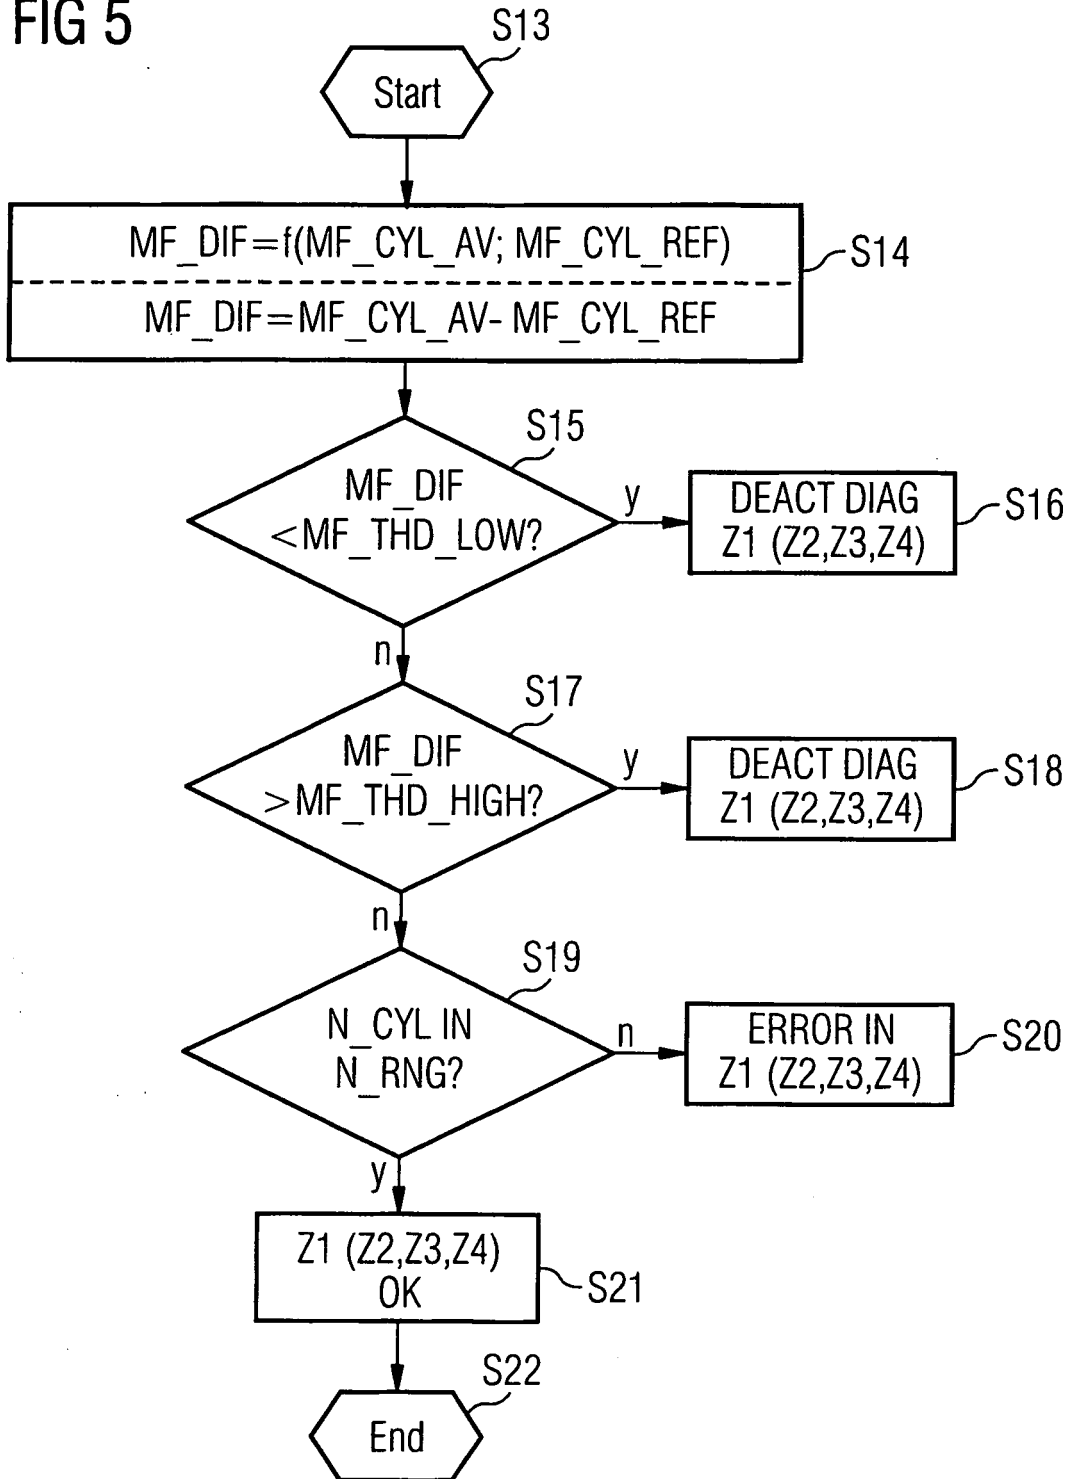 FIG 5
S13
Start
MF_DIF=f(MF_CYL_AV; MF_CYL_REF)
S14
MF_DIF=MF_CYL_AV- MF_CYL_REF
S15
MF_DIF
<MF_THD_LOW?
y
DEACT DIAG
Z1 (Z2,Z3,Z4)
S16
n
S17
MF_DIF
>MF_THD_HIGH?
y
DEACT DIAG
Z1 (Z2,Z3,Z4)
S18
n
S19
N_CYL IN
N_RNG?
n
ERROR IN
Z1 (Z2,Z3,Z4)
S20
y
Z1 (Z2,Z3,Z4)
OK
S21
S22
End